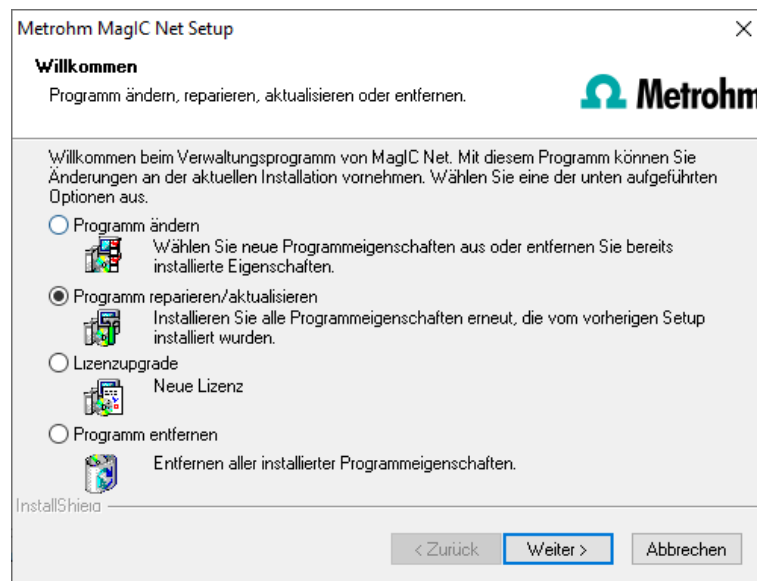 Metrohm MagIC Net Setup
Willkommen
Programm ändern, reparieren, aktualisieren oder entfernen.
Metrohm
Willkommen beim Verwaltungsprogramm von MagIC Net. Mit diesem Programm können Sie
Änderungen an der aktuellen Installation vornehmen. Wählen Sie eine der unten aufgeführten
Optionen aus.
Programm ändern
Wählen Sie neue Programmeigenschaften aus oder entfernen Sie bereits
installierte Eigenschaften.
Programm reparieren/aktualisieren
Installieren Sie alle Programmeigenschaften erneut, die vom vorherigen Setup
installiert wurden.
Lizenzupgrade
Neue Lizenz
Programm entfernen
Entfernen aller installierter Programmeigenschaften.
InstallShield
< Zurück
Weiter >
Abbrechen